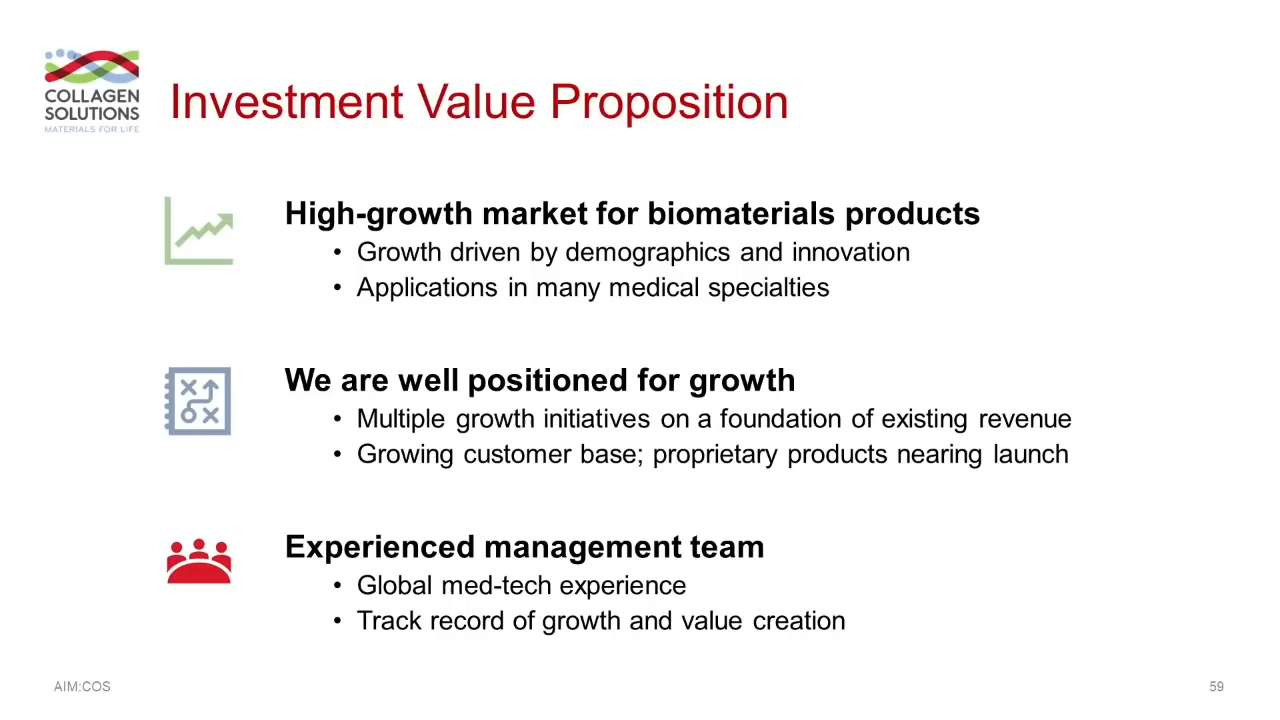 COLLAGEN
SOLUTIONS
MATERIALS FOR LIFE
Investment Value Proposition
High-growth market for biomaterials products
• Growth driven by demographics and innovation
• Applications in many medical specialties
We are well positioned for growth
• Multiple growth initiatives on a foundation of existing revenue
• Growing customer base; proprietary products nearing launch
Experienced management team
• Global med-tech experience
• Track record of growth and value creation
AIM:COS
59